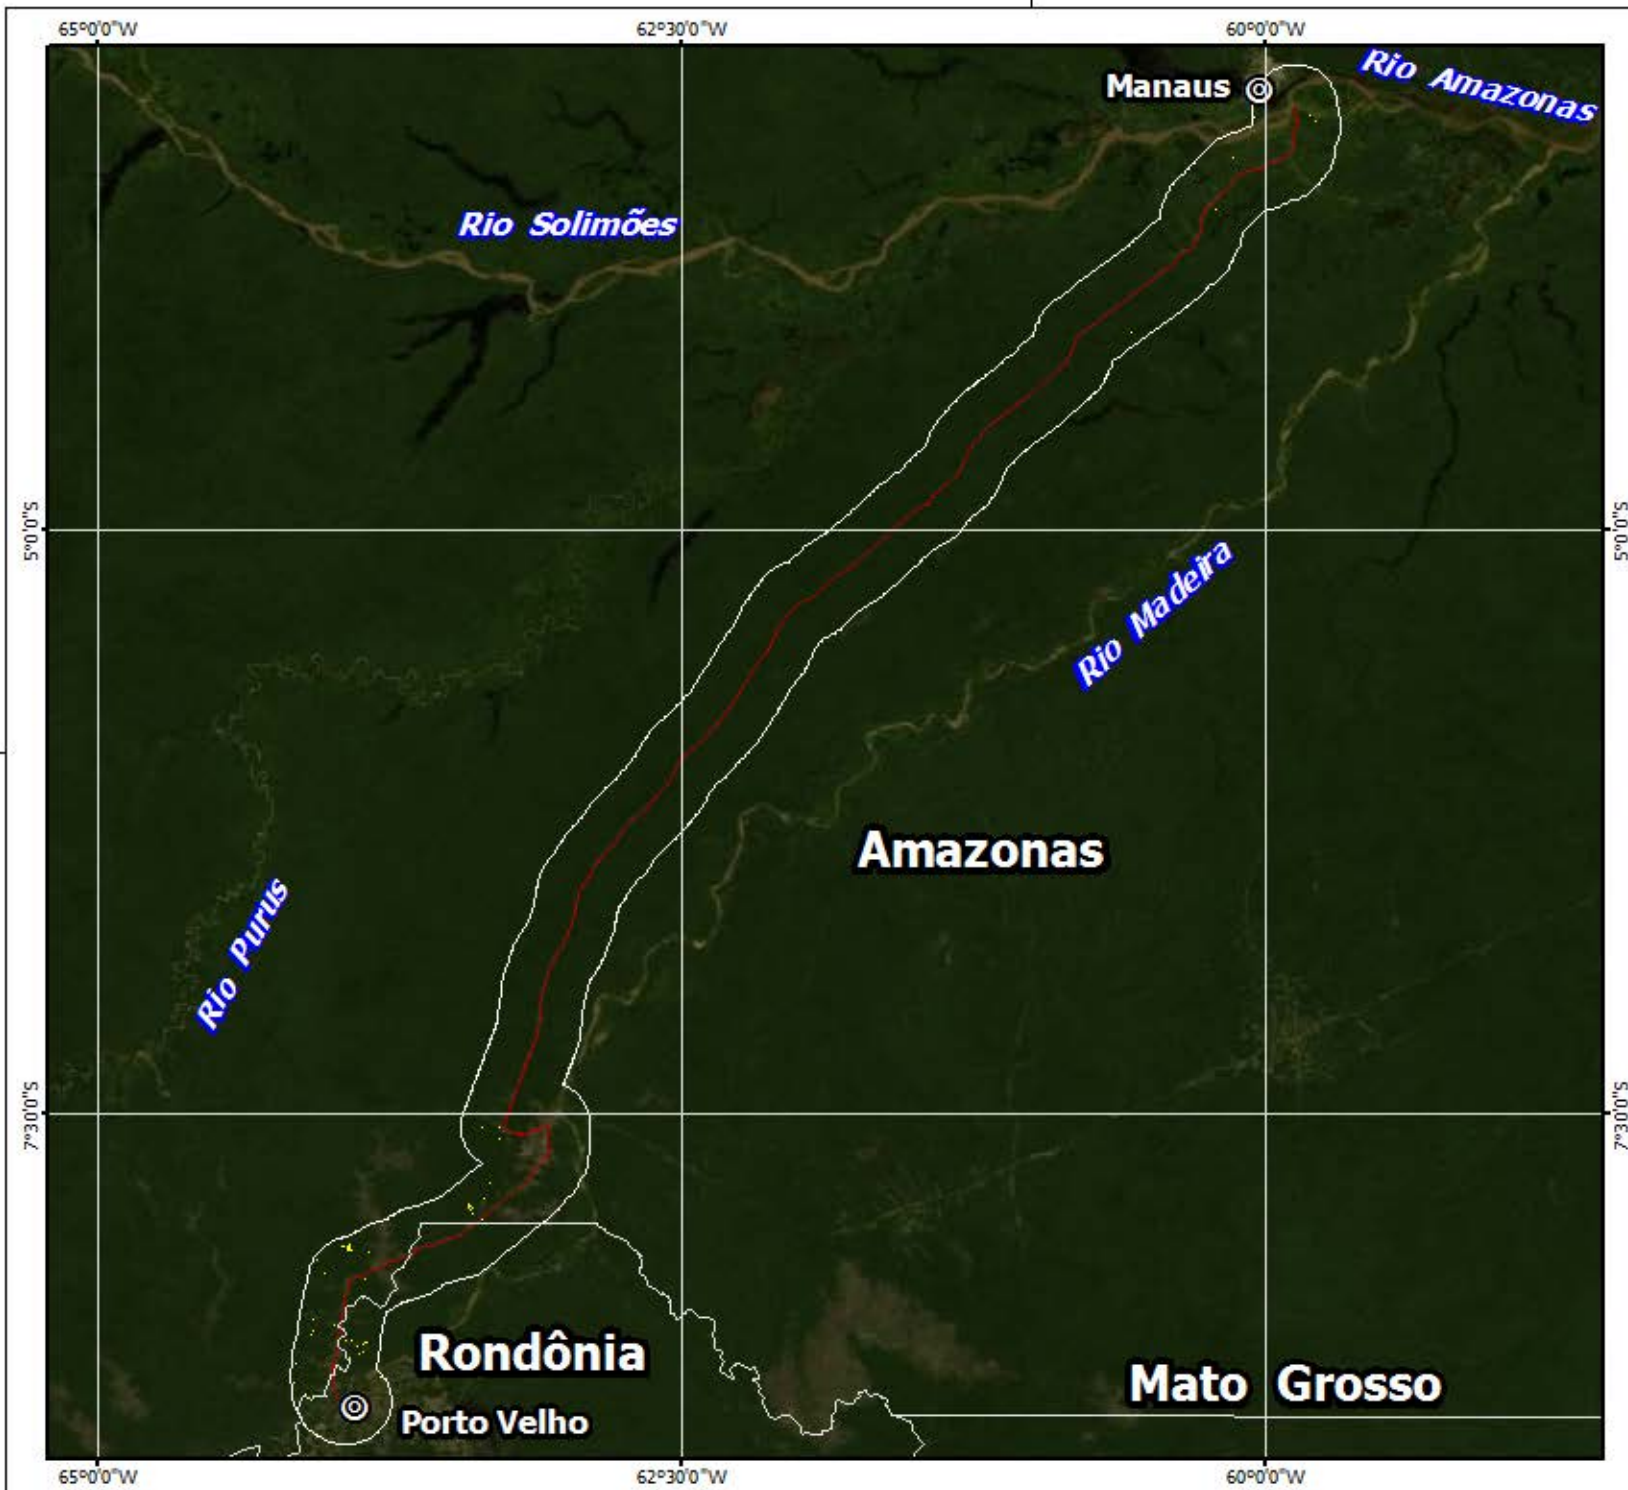 65°0'0"W
62°30'0"W
60°0'0"W
Manaus
Rio Amazonas
Rio Solimões
5°0'0"S
5°0'0"S
Rio Madeira
Amazonas
Rio Purus
7°30'0"S
7°30'0"S
Rondônia
Mato Grosso
Porto Velho
65°0'0"W
62°30'0"W
60°0'0"W